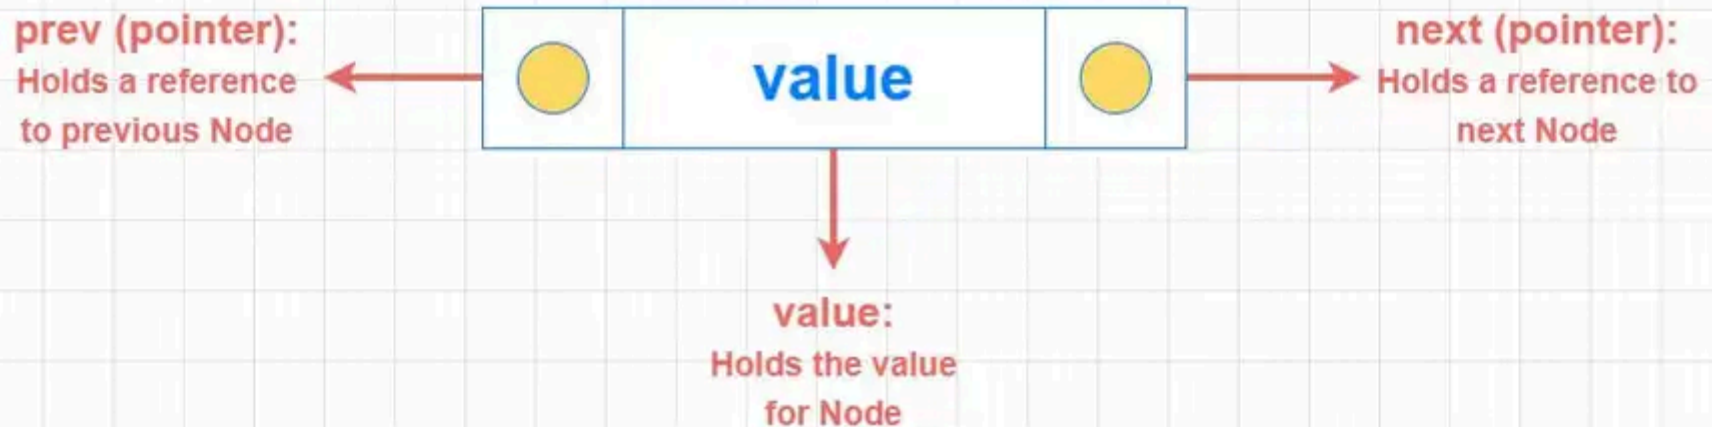 prev (pointer):
Holds a reference
to previous Node
value
next (pointer):
Holds a reference to
next Node
value:
Holds the value
for Node